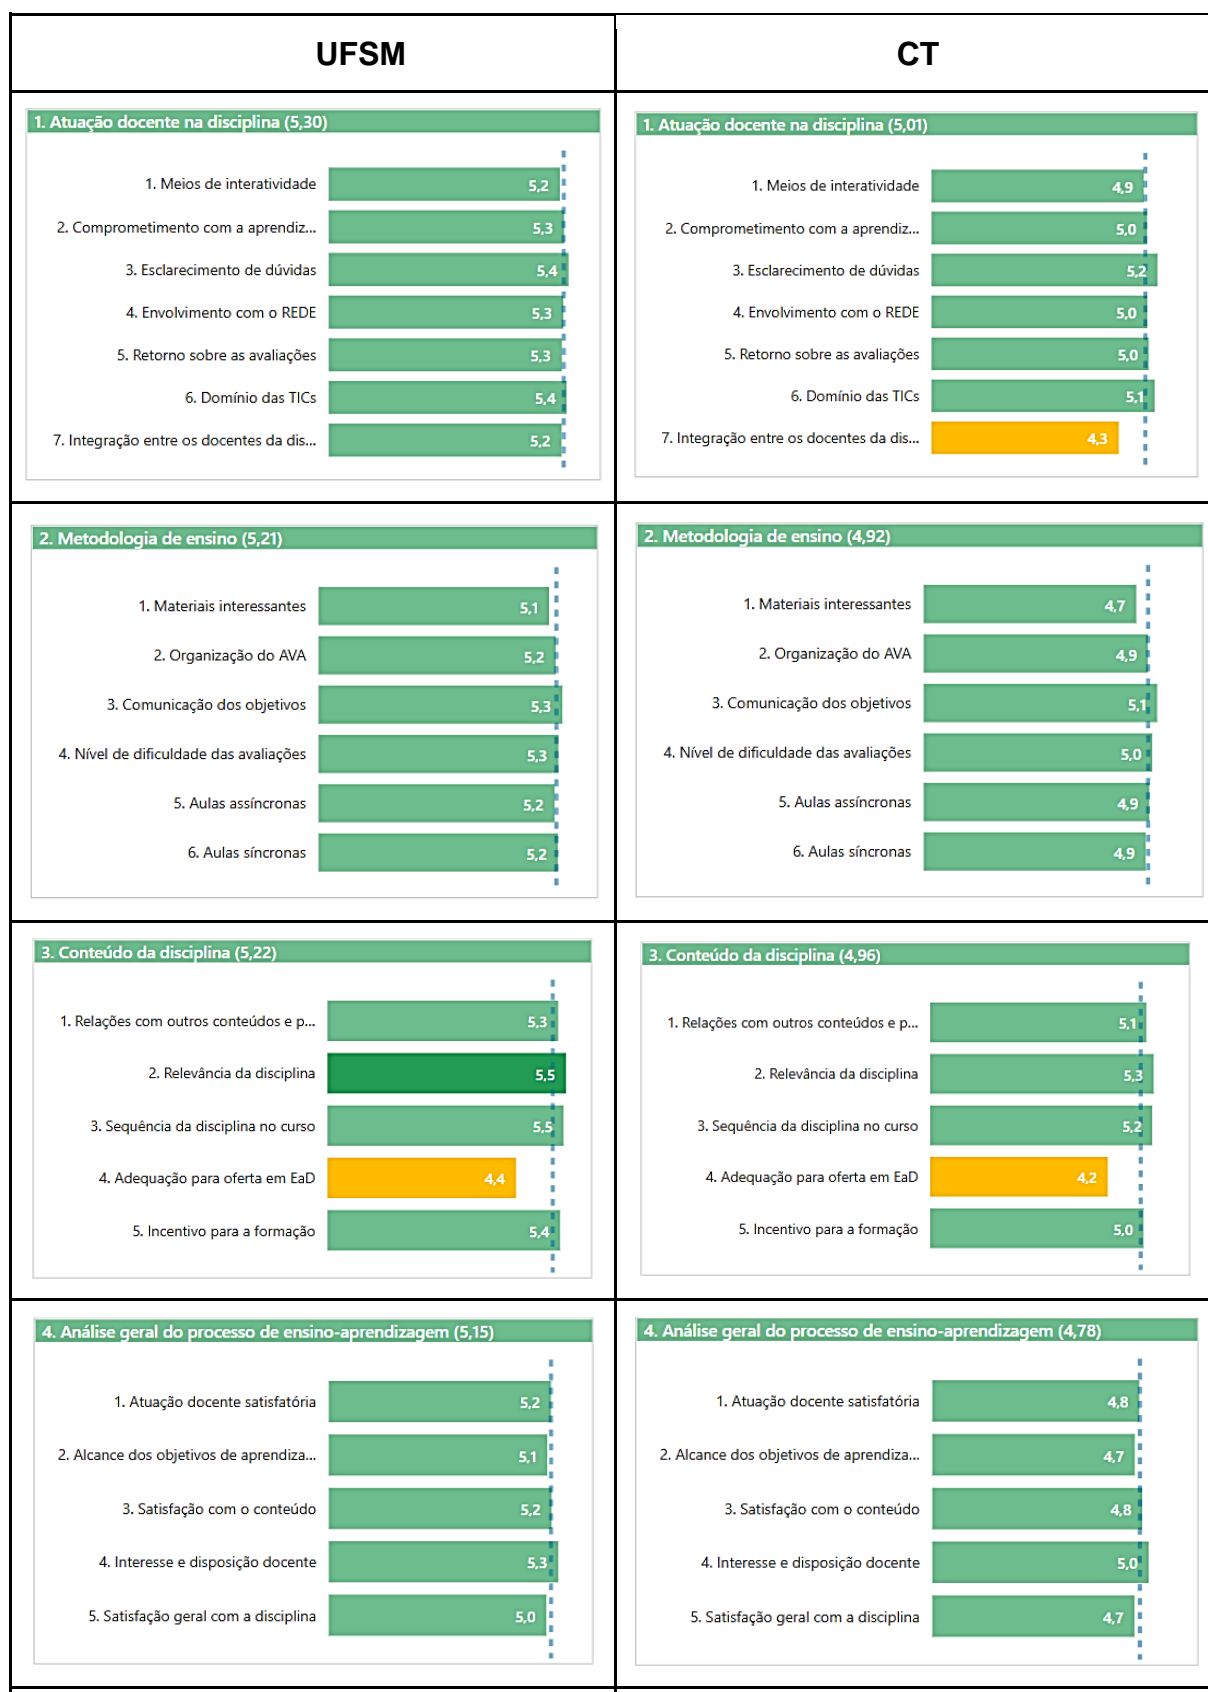 UFSM
CT
1. Atuação docente na disciplina (5,30)
1. Meios de interatividade 5,2
2. Comprometimento com a aprendiz... 5,3
3. Esclarecimento de dúvidas 5,4
4. Envolvimento com o REDE 5,3
5. Retorno sobre as avaliações 5,3
6. Domínio das TICs 5,4
7. Integração entre os docentes da dis... 5,2
1. Atuação docente na disciplina (5,01)
1. Meios de interatividade 4,9
2. Comprometimento com a aprendiz... 5,0
3. Esclarecimento de dúvidas 5,2
4. Envolvimento com o REDE 5,0
5. Retorno sobre as avaliações 5,0
6. Domínio das TICs 5,1
7. Integração entre os docentes da dis... 4,3
2. Metodologia de ensino (5,21)
1. Materiais interessantes 5,1
2. Organização do AVA 5,2
3. Comunicação dos objetivos 5,3
4. Nível de dificuldade das avaliações 5,3
5. Aulas assíncronas 5,2
6. Aulas síncronas 5,2
2. Metodologia de ensino (4,92)
1. Materiais interessantes 4,7
2. Organização do AVA 4,9
3. Comunicação dos objetivos 5,1
4. Nível de dificuldade das avaliações 5,0
5. Aulas assíncronas 4,9
6. Aulas síncronas 4,9
3. Conteúdo da disciplina (5,22)
1. Relações com outros conteúdos e p... 5,3
2. Relevância da disciplina 5,5
3. Sequência da disciplina no curso 5,5
4. Adequação para oferta em EaD 4,4
5. Incentivo para a formação 5,4
3. Conteúdo da disciplina (4,96)
1. Relações com outros conteúdos e p... 5,1
2. Relevância da disciplina 5,3
3. Sequência da disciplina no curso 5,2
4. Adequação para oferta em EaD 4,2
5. Incentivo para a formação 5,0
4. Análise geral do processo de ensino-aprendizagem (5,15)
1. Atuação docente satisfatória 5,2
2. Alcance dos objetivos de aprendiza... 5,1
3. Satisfação com o conteúdo 5,2
4. Interesse e disposição docente 5,3
5. Satisfação geral com a disciplina 5,0
4. Análise geral do processo de ensino-aprendizagem (4,78)
1. Atuação docente satisfatória 4,8
2. Alcance dos objetivos de aprendiza... 4,7
3. Satisfação com o conteúdo 4,8
4. Interesse e disposição docente 5,0
5. Satisfação geral com a disciplina 4,7